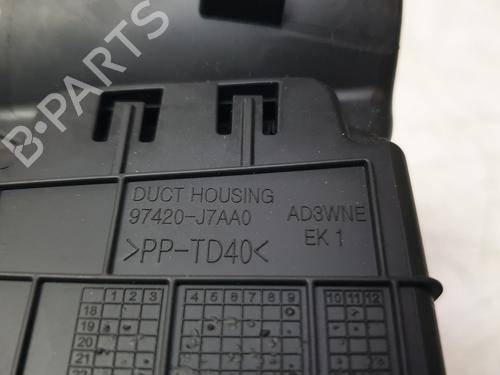 B-PARTS
DUCT HOUSING
97420-J7AA0
AD3WNE
>PP-TD40<
EK 1
1 2 3 4 5 6 7 8 9 10 11 12
18
19
20
21
22